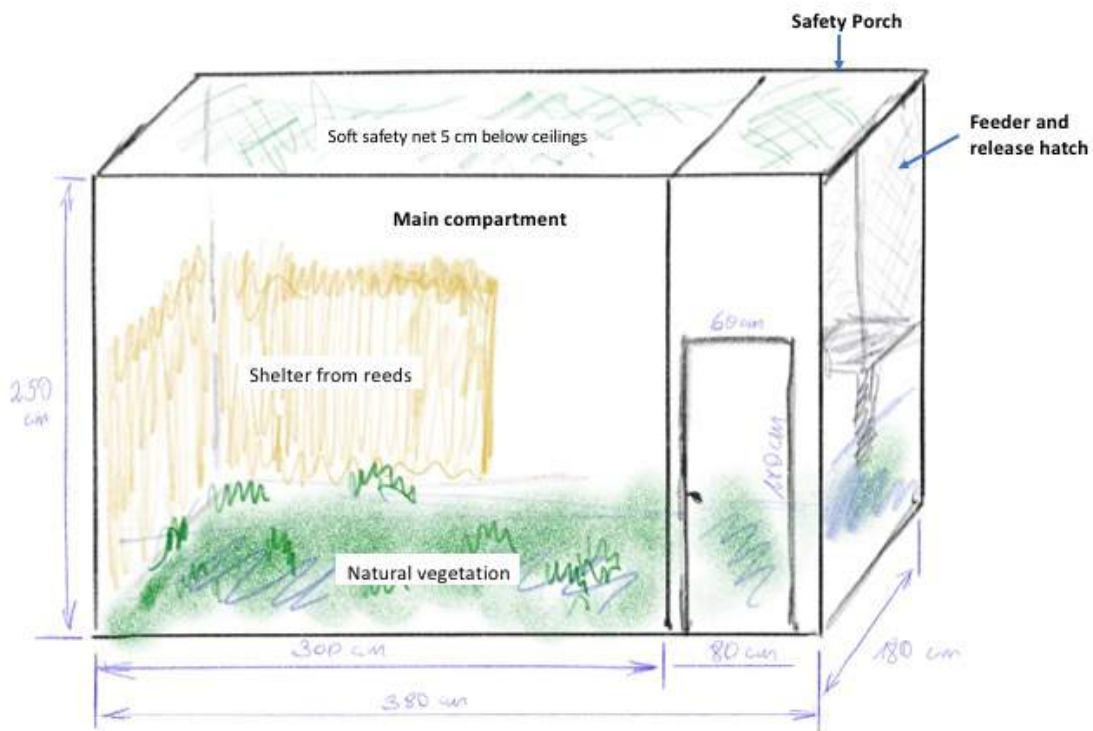 Safety Porch
Feeder and
release hatch
Soft safety net 5 cm below ceilings
Main compartment
60 cm
Shelter from reeds
250
cm
cm
Natural vegetation
300 cm
80 cm
180 cm
380 cm